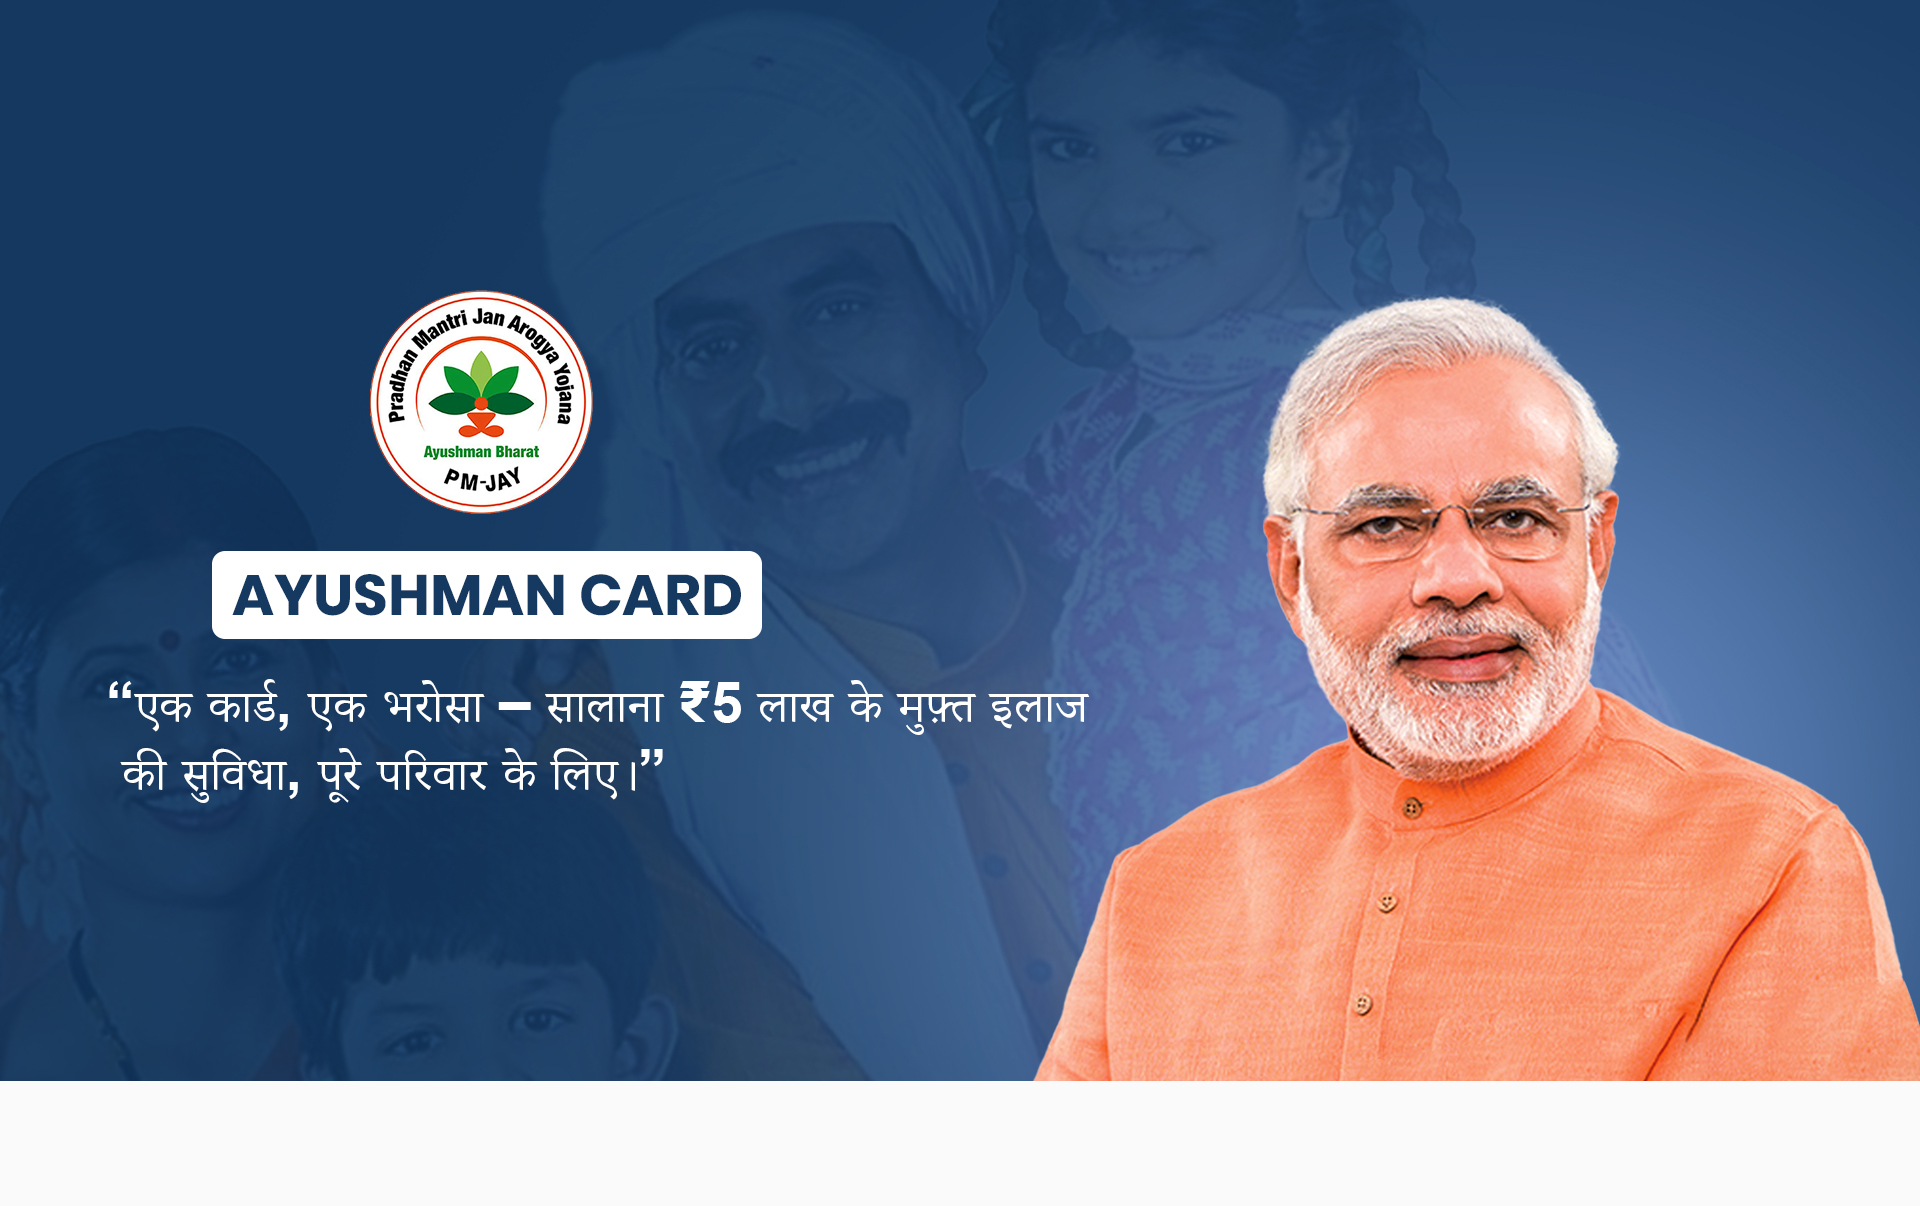 Pradhan Mantri Jan Arogya Yojana
Ayushman Bharat
PM-JAY
AYUSHMAN CARD
“एक कार्ड, एक भरोसा – सालाना ₹5 लाख के मुफ़्त इलाज
की सुविधा, पूरे परिवार के लिए।”